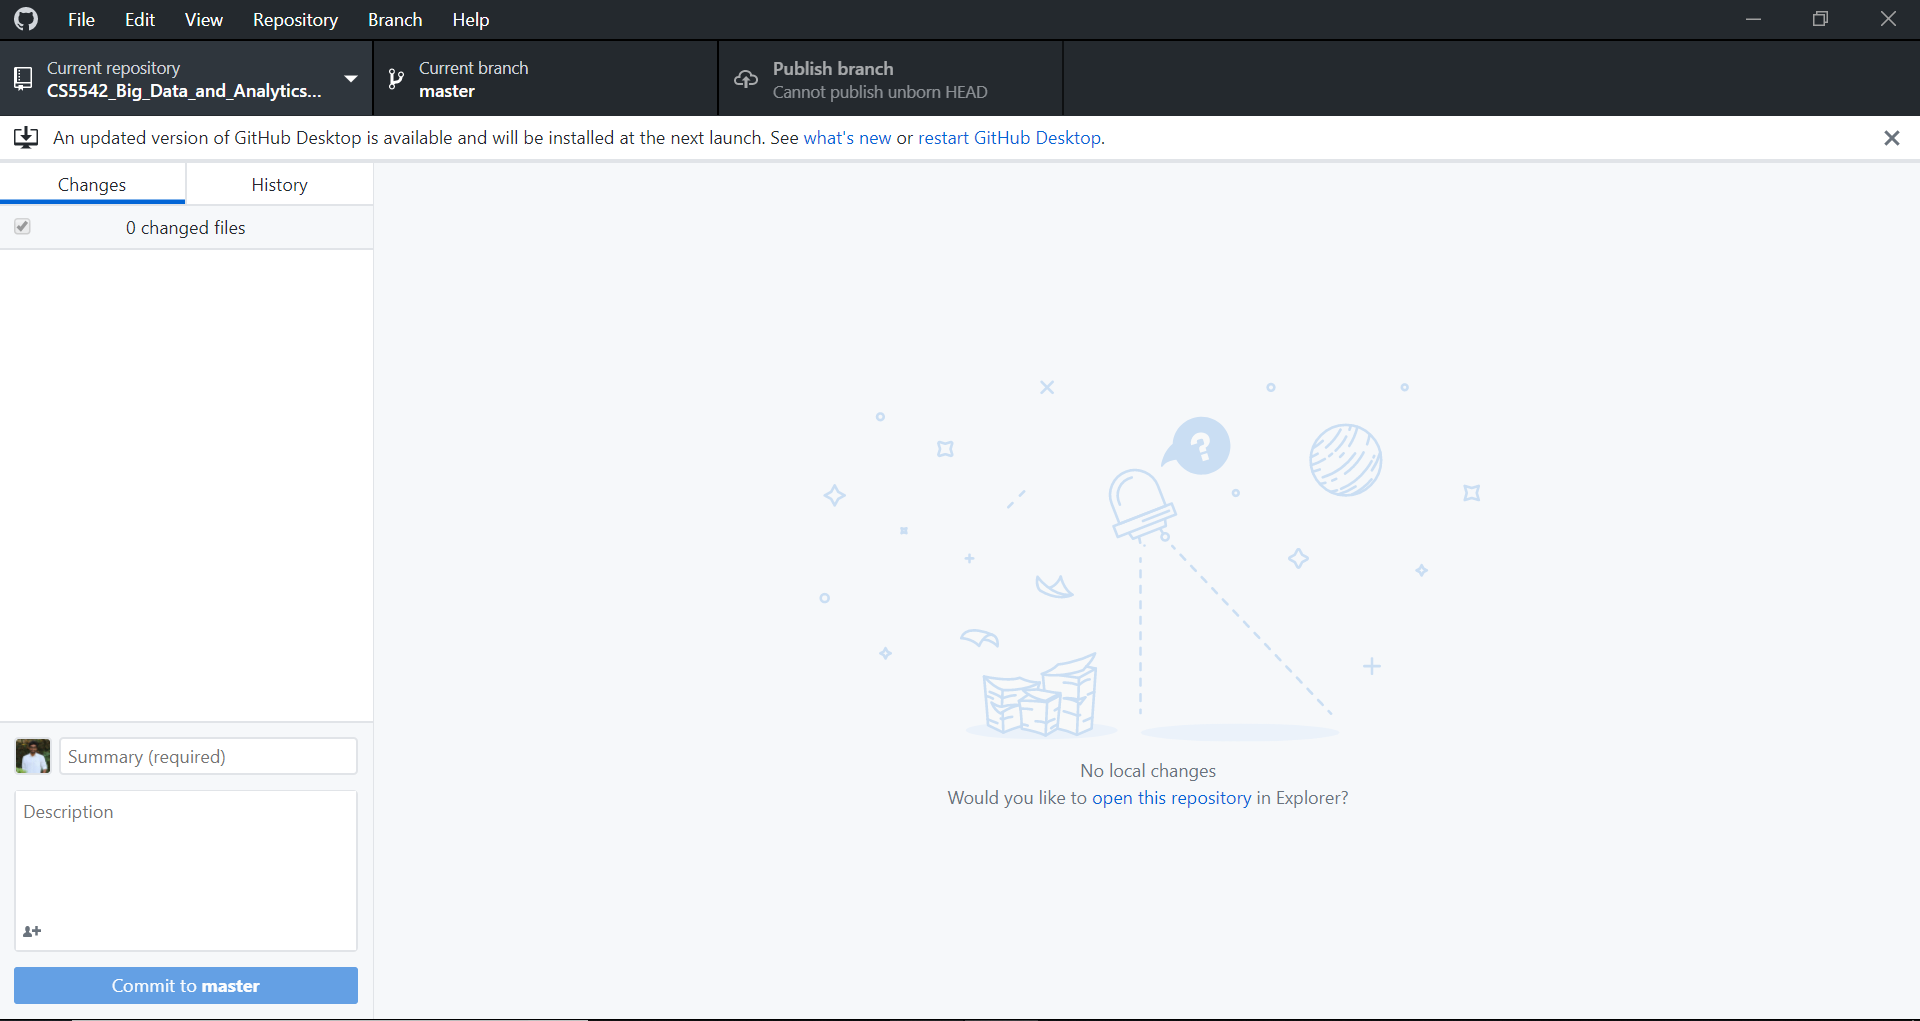 File Edit View Repository Branch Help
Current repository
CS5542_Big_Data_and_Analytics...
Current branch
master
Publish branch
Cannot publish unborn HEAD
An updated version of GitHub Desktop is available and will be installed at the next launch. See what's new or restart GitHub Desktop.
Changes
History
0 changed files
?
No local changes
Would you like to open this repository in Explorer?
Summary (required)
Description
Commit to master